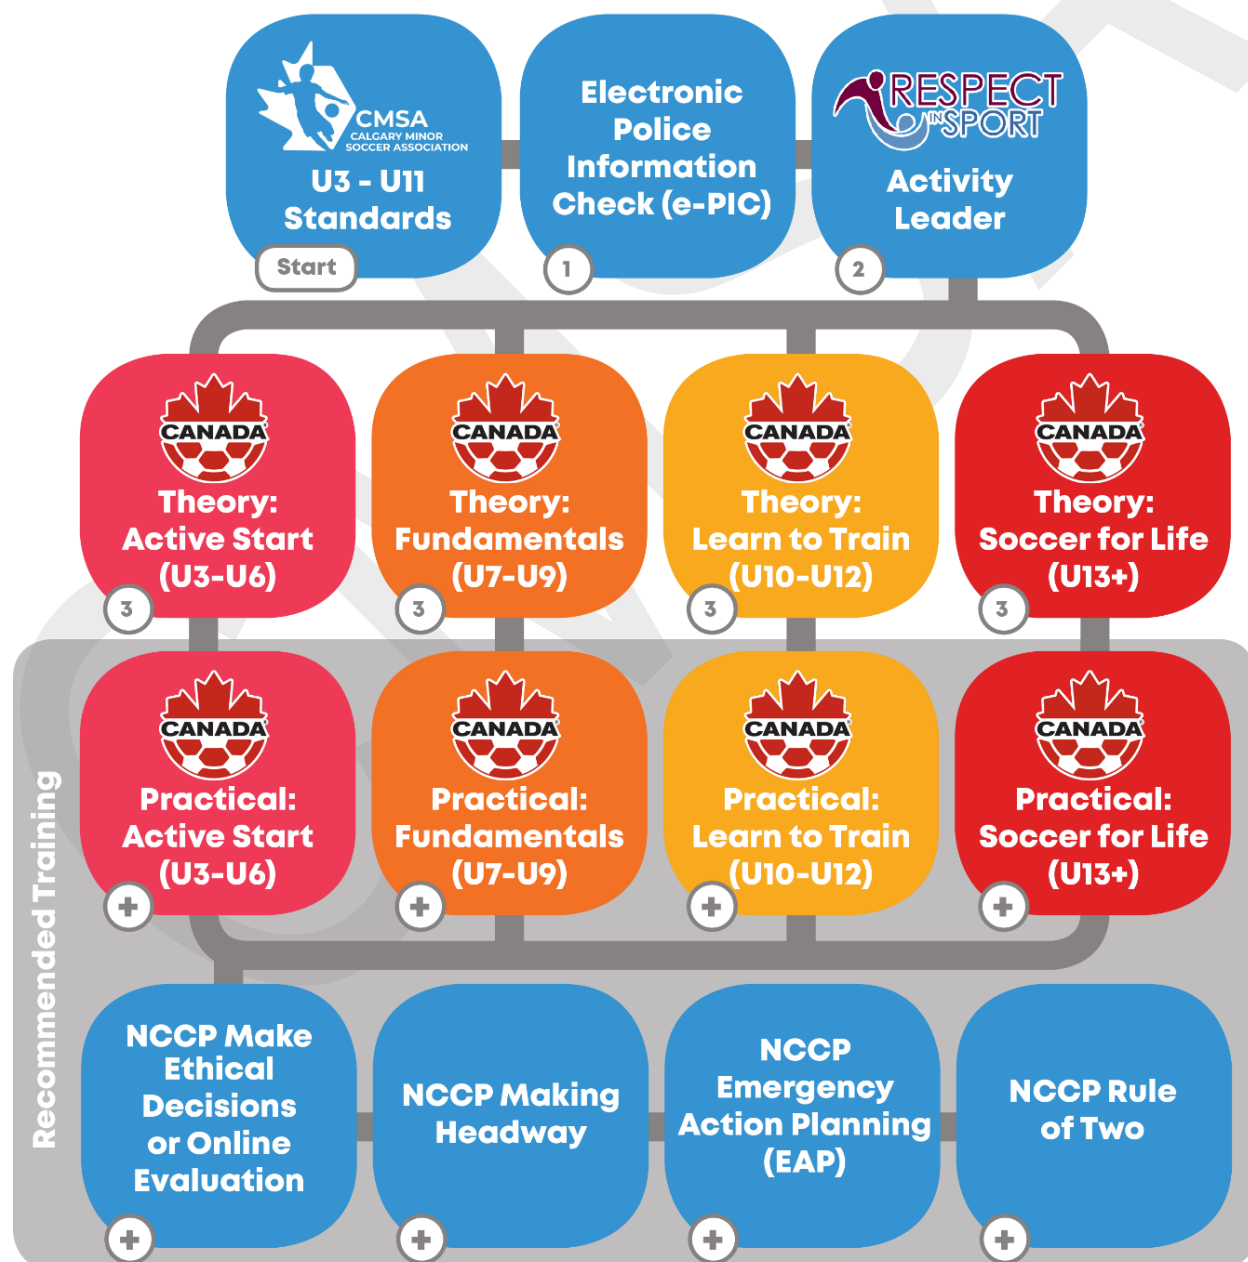 CMSA
CALGARY MINOR
SOCCER ASSOCIATION
U3 - U11
Standards
Start
Electronic
Police
Information
Check (e-PIC)
1
RESPECT
IN SPORT
Activity
Leader
2
CANADA
Theory:
Active Start
(U3-U6)
3
CANADA
Theory:
Fundamentals
(U7-U9)
3
CANADA
Theory:
Learn to Train
(U10-U12)
3
CANADA
Theory:
Soccer for Life
(U13+)
3
Recommended Training
CANADA
Practical:
Active Start
(U3-U6)
+
CANADA
Practical:
Fundamentals
(U7-U9)
+
CANADA
Practical:
Learn to Train
(U10-U12)
+
CANADA
Practical:
Soccer for Life
(U13+)
+
NCCP Make
Ethical
Decisions
or Online
Evaluation
+
NCCP Making
Headway
+
NCCP
Emergency
Action Planning
(EAP)
+
NCCP Rule
of Two
+